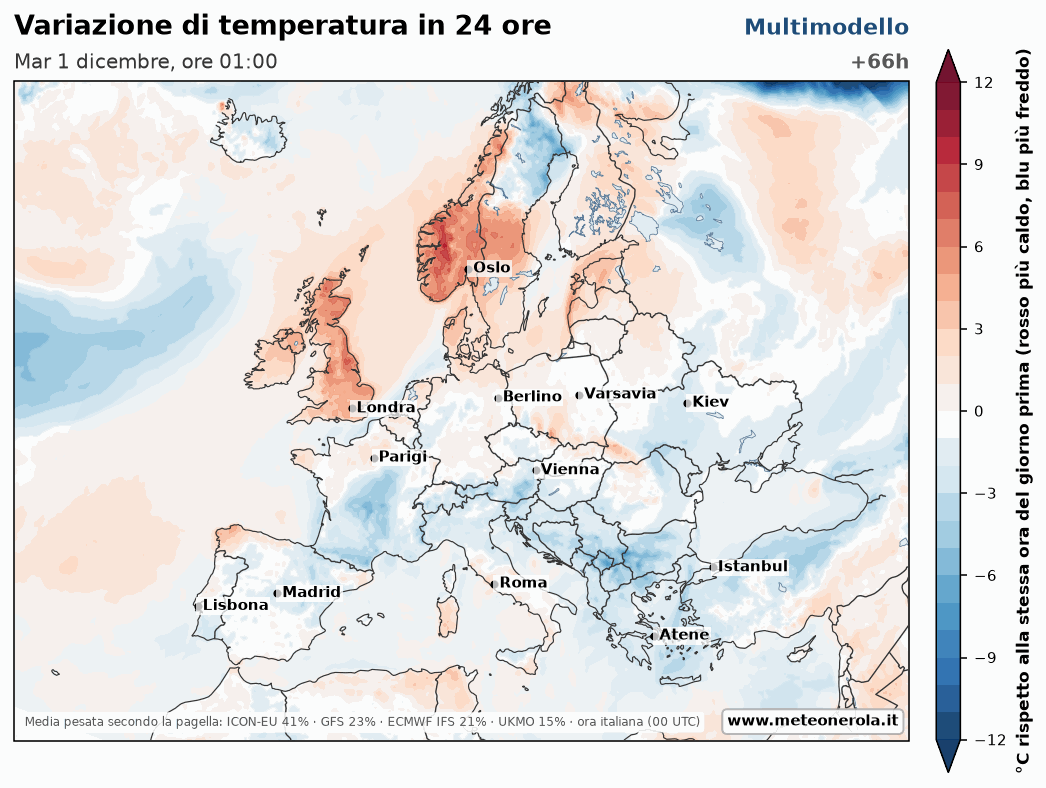 Variazione di temperatura in 24 ore
Multimodello
Mar 1 dicembre, ore 01:00
+66h
Oslo
Londra
Berlino
Varsavia
Kiev
Parigi
Vienna
Istanbul
Roma
Madrid
Lisbona
Atene
Media pesata secondo la pagella: ICON-EU 41% · GFS 23% · ECMWF IFS 21% · UKMO 15% · ora italiana (00 UTC)
www.meteonerola.it
12
9
6
3
0
−3
−6
−9
−12
°C rispetto alla stessa ora del giorno prima (rosso più caldo, blu più freddo)